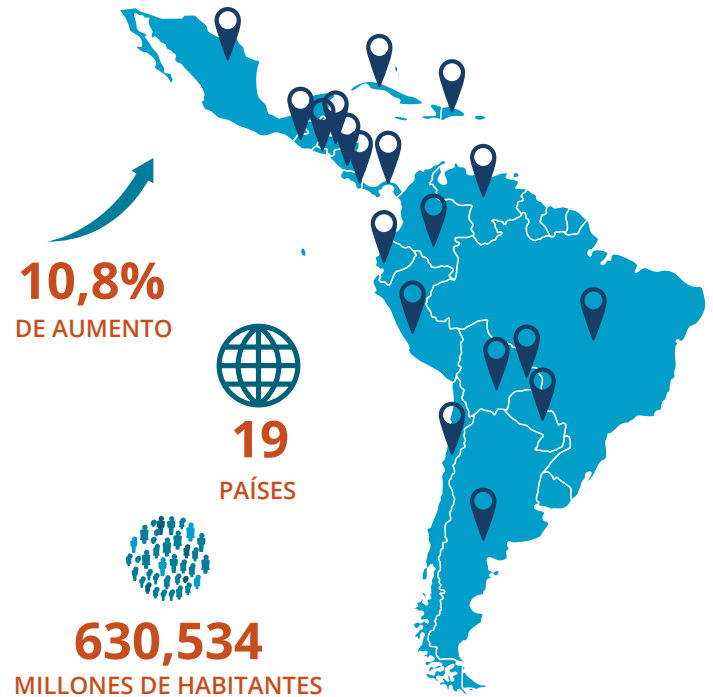 10,8%
DE AUMENTO
19
PAÍSES
630,534
MILLONES DE HABITANTES